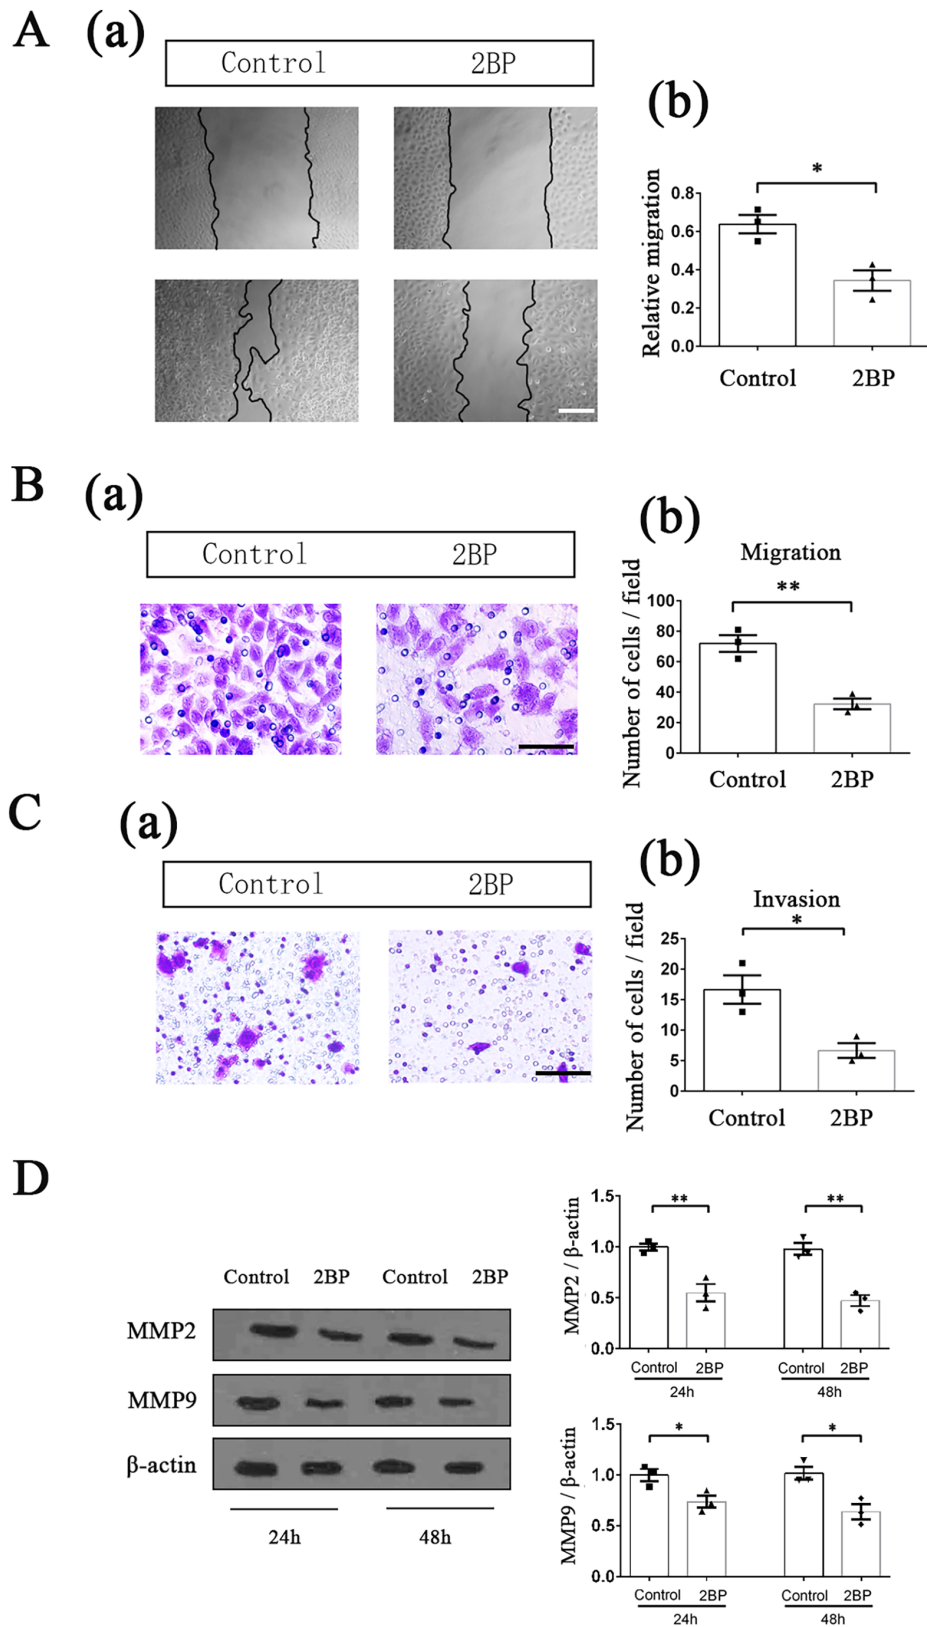 A (a)
Control 2BP
(b)
*
Relative migration
0.8
0.6
0.4
0.2
0.0
Control 2BP
B (a)
Control 2BP
(b)
Migration
**
Number of cells / field
100
80
60
40
20
0
Control 2BP
C (a)
Control 2BP
(b)
Invasion
*
Number of cells / field
25
20
15
10
5
0
Control 2BP
D
Control 2BP Control 2BP
MMP2
MMP9
β-actin
24h 48h
MMP2 / β-actin
1.5
1.0
0.5
0.0
** **
Control 2BP Control 2BP
24h 48h
MMP9 / β-actin
1.5
1.0
0.5
0.0
* *
Control 2BP Control 2BP
24h 48h